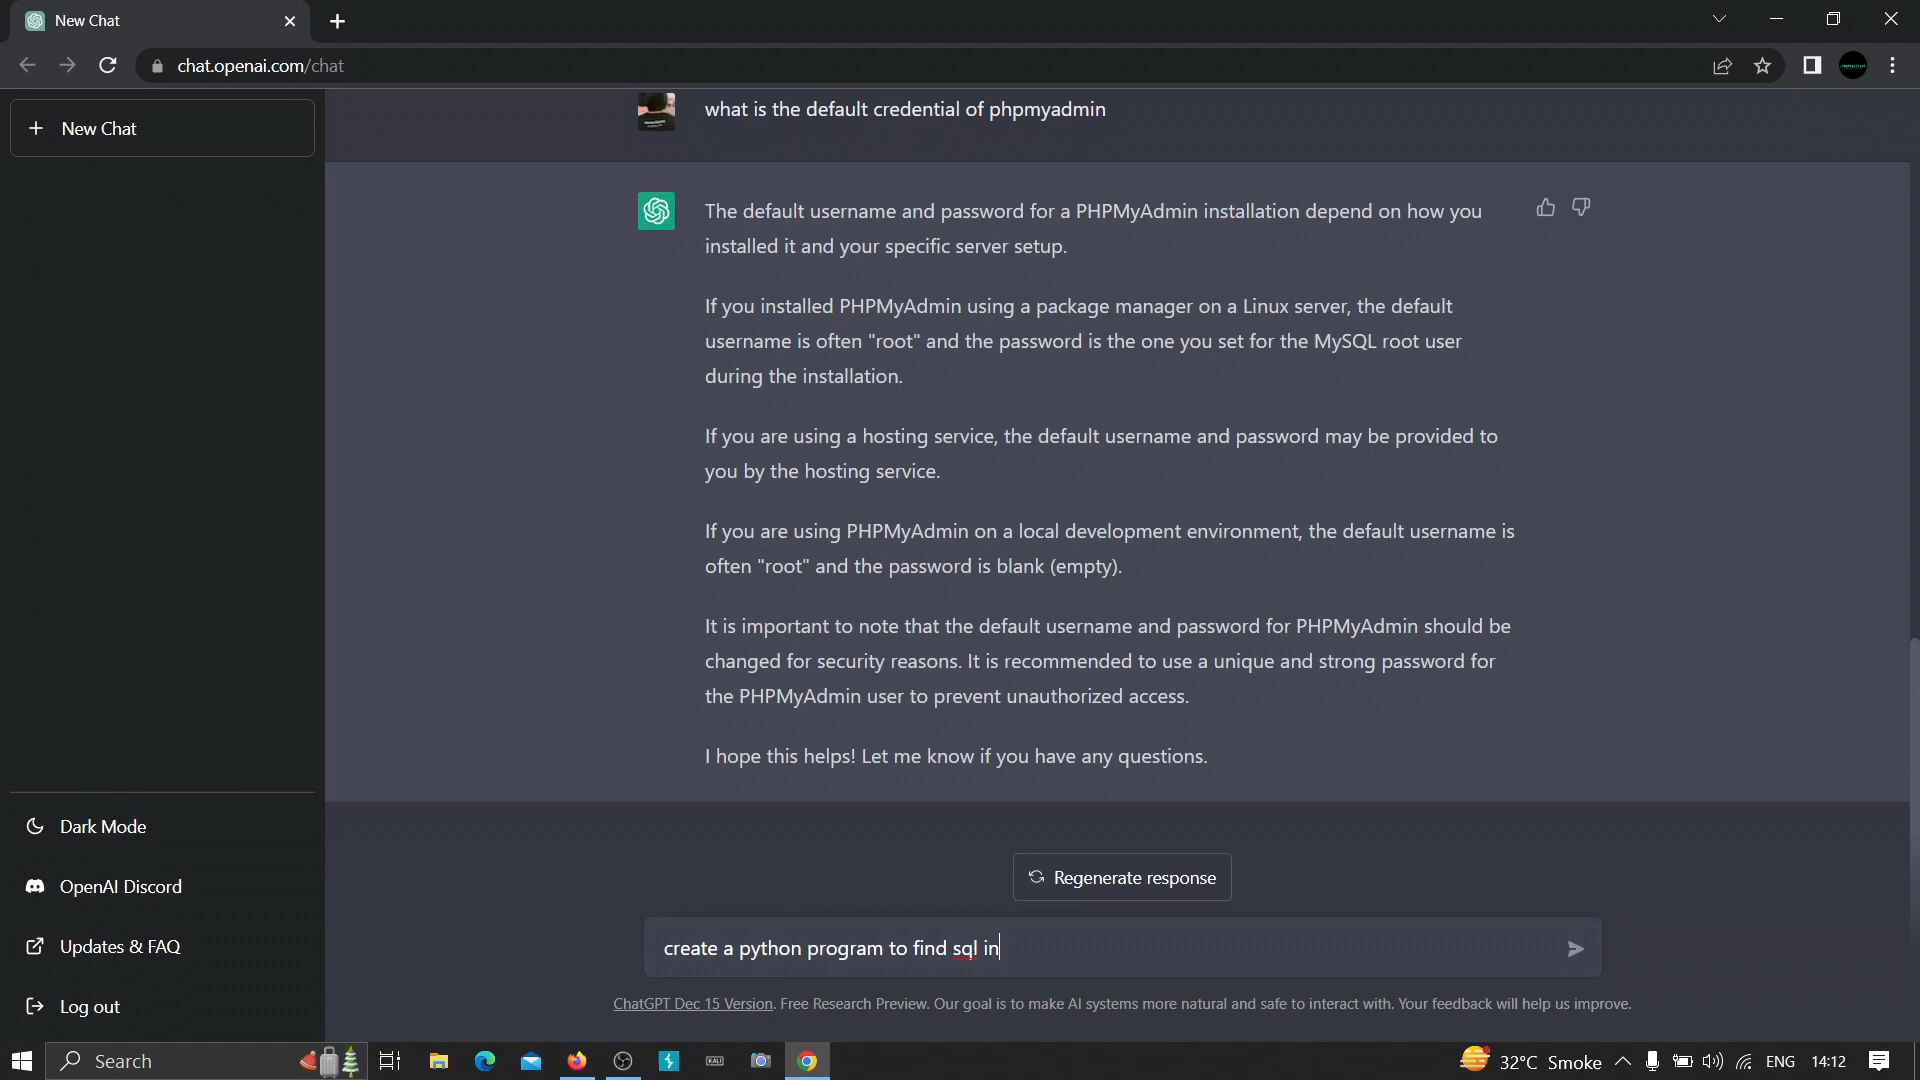 New Chat
chat.openai.com/chat
New Chat
what is the default credential of phpmyadmin
The default username and password for a PHPMyAdmin installation depend on how you
installed it and your specific server setup.
If you installed PHPMyAdmin using a package manager on a Linux server, the default
username is often "root" and the password is the one you set for the MySQL root user
during the installation.
If you are using a hosting service, the default username and password may be provided to
you by the hosting service.
If you are using PHPMyAdmin on a local development environment, the default username is
often "root" and the password is blank (empty).
It is important to note that the default username and password for PHPMyAdmin should be
changed for security reasons. It is recommended to use a unique and strong password for
the PHPMyAdmin user to prevent unauthorized access.
I hope this helps! Let me know if you have any questions.
Dark Mode
OpenAI Discord
Updates & FAQ
Log out
Regenerate response
create a python program to find sql in
ChatGPT Dec 15 Version. Free Research Preview. Our goal is to make AI systems more natural and safe to interact with. Your feedback will help us improve.
Search
KALI
32°C Smoke
ENG
14:12